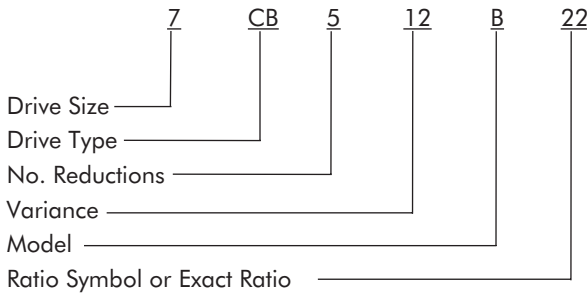 7 CB 5 12 B 22
Drive Size
Drive Type
No. Reductions
Variance
Model
Ratio Symbol or Exact Ratio